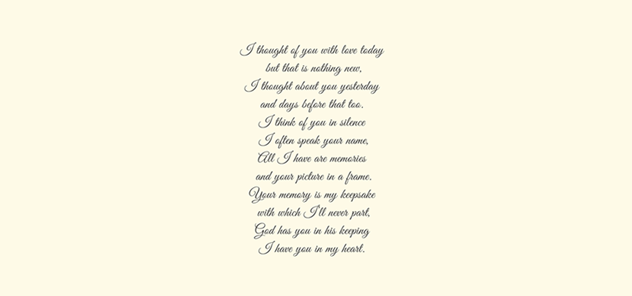 I thought of you with love today
but that is nothing new,
I thought about you yesterday
and days before that too.
I think of you in silence
I often speak your name,
All I have are memories
and your picture in a frame.
Your memory is my keepsake
with which I'll never part,
God has you in his keeping
I have you in my heart.